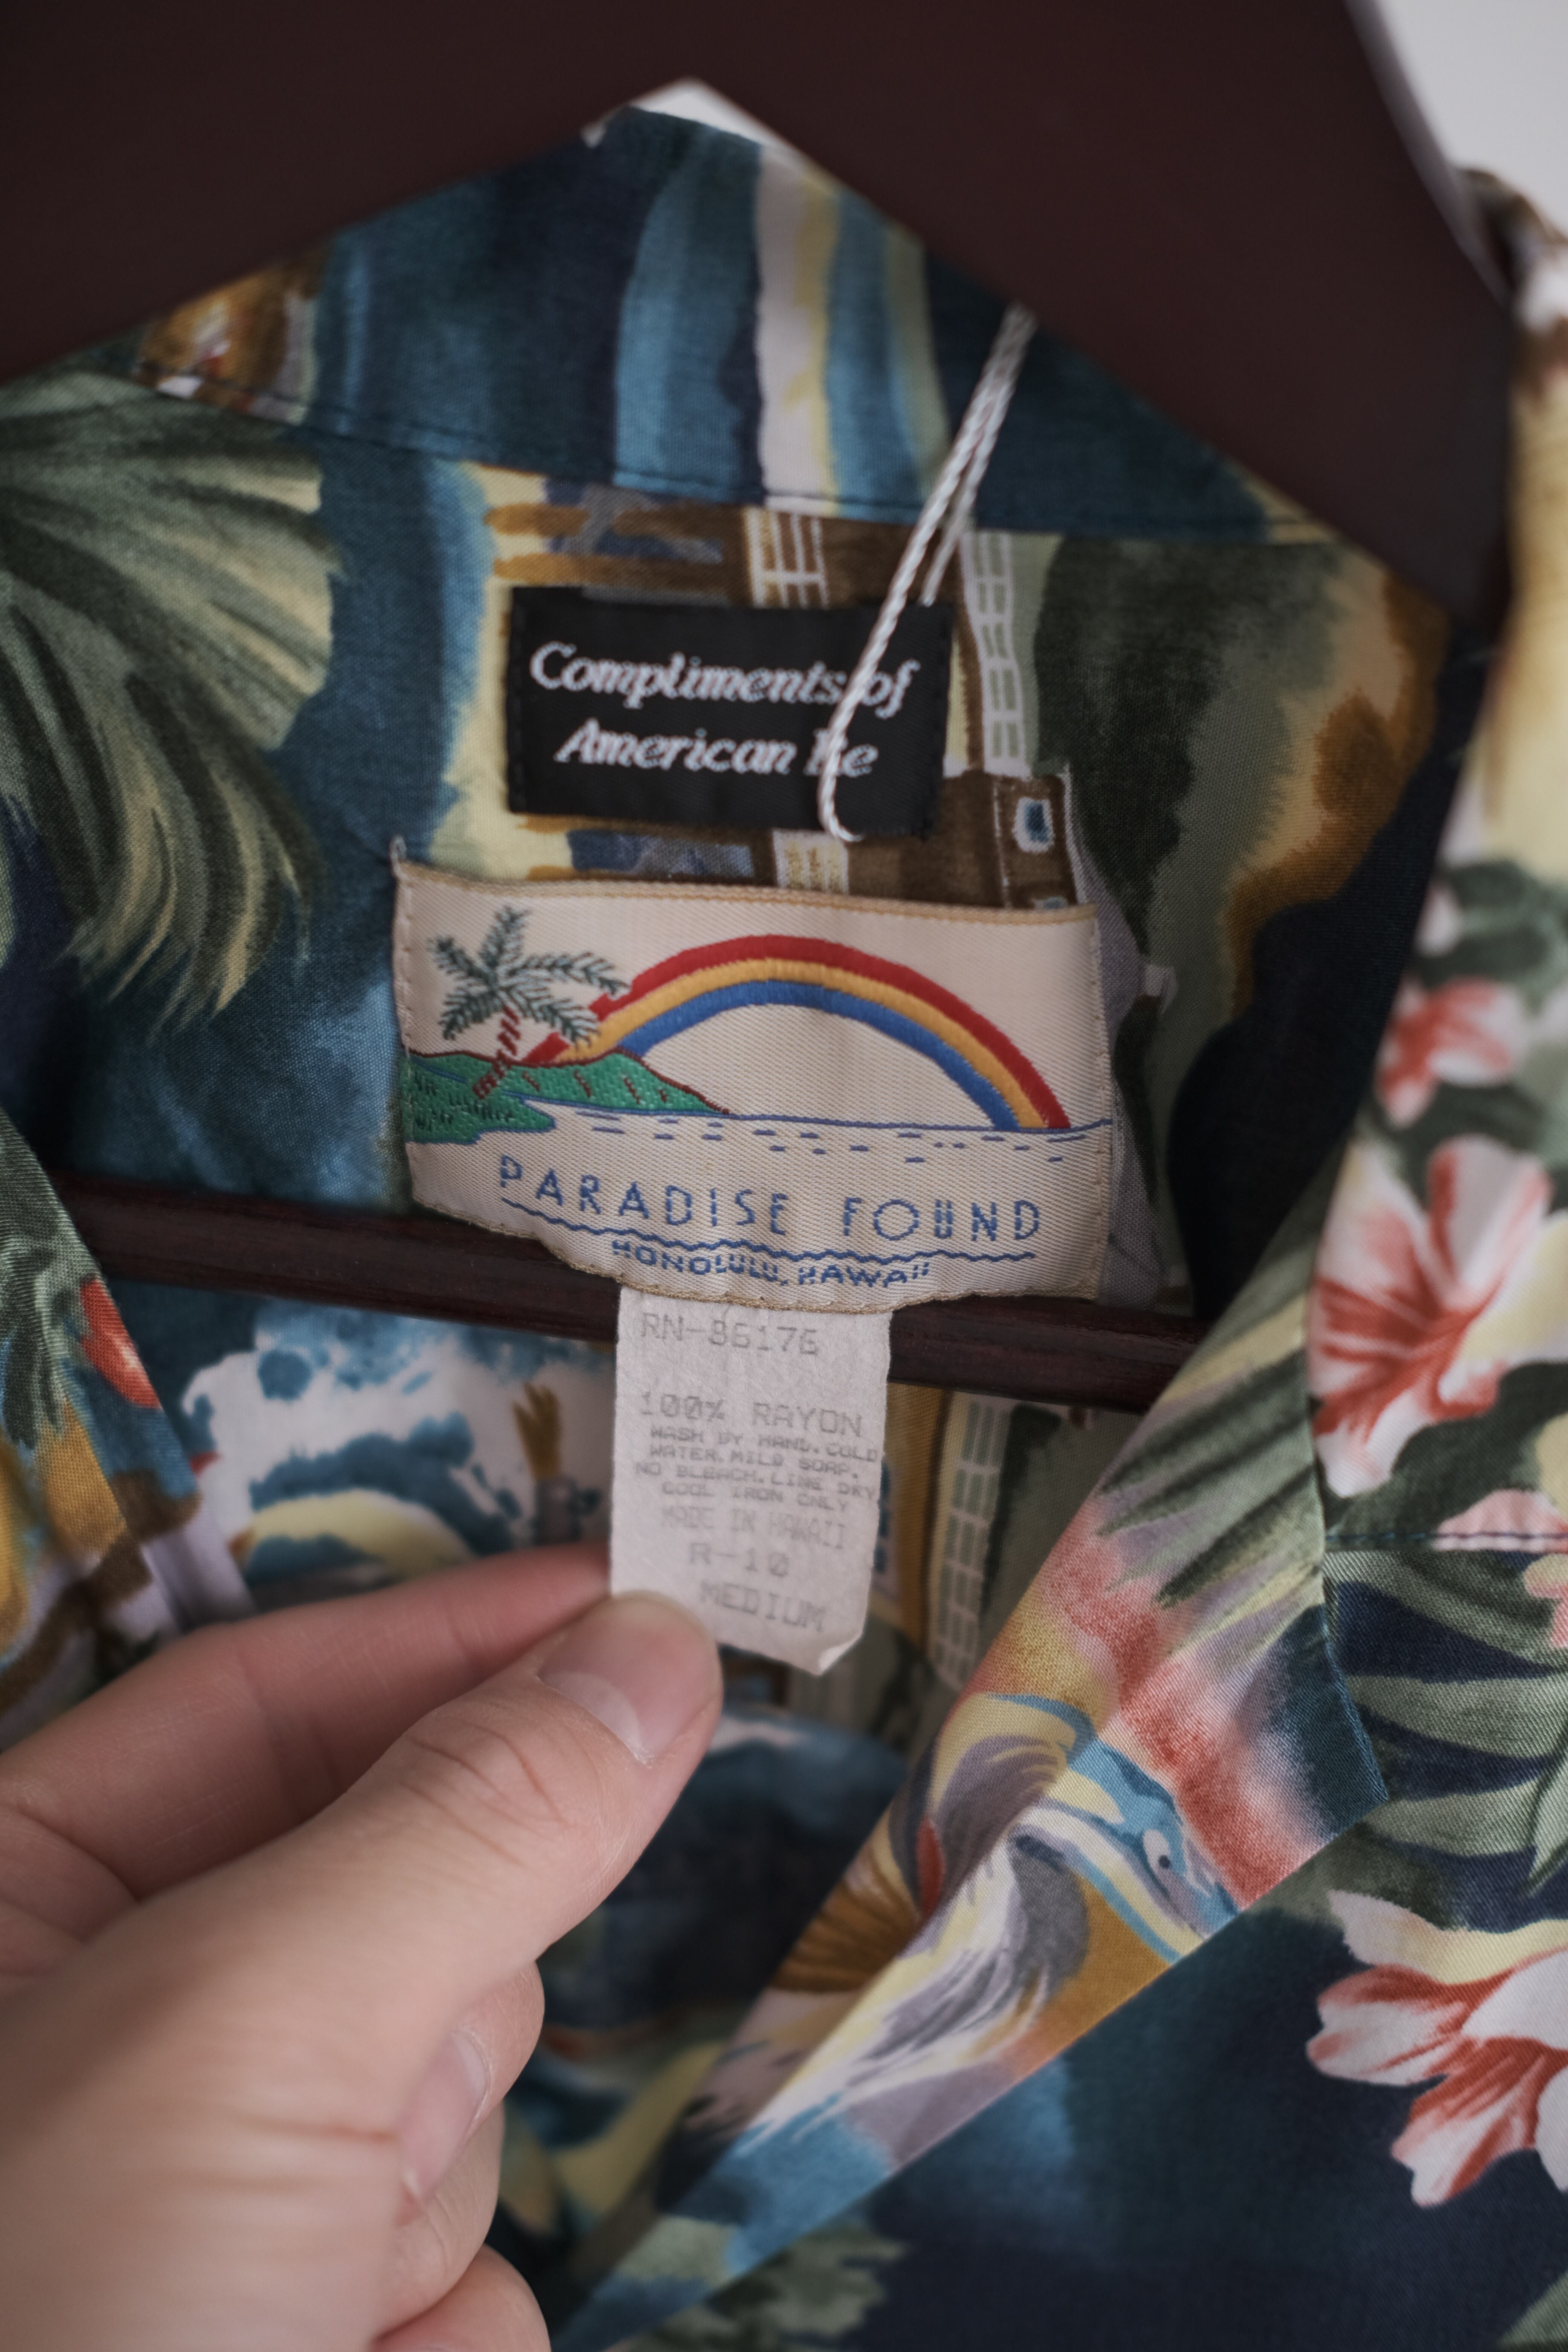 Compliments of
American Re
PARADISE FOUND
HONOLULU, HAWAII
RN-86176
100% RAYON
WASH BY HAND. COLD
WATER. MILD SOAP.
NO BLEACH. LINE DRY
COOL IRON ONLY
MADE IN HAWAII
R-10
MEDIUM